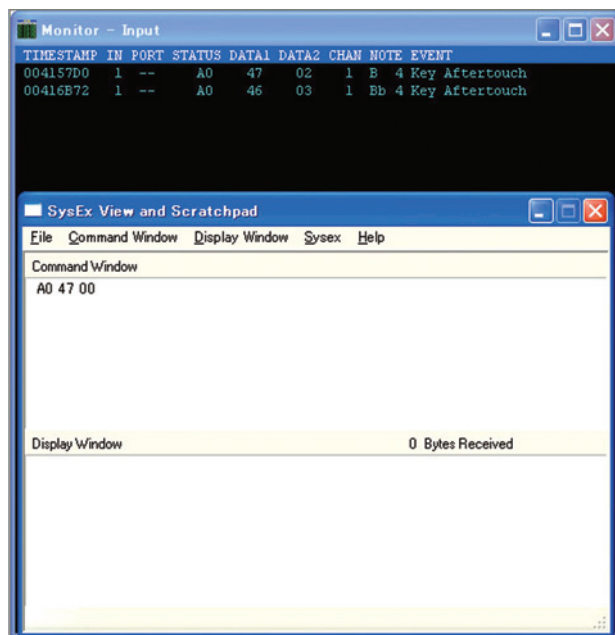 Monitor - Input
TIMESTAMP IN PORT STATUS DATA1 DATA2 CHAN NOTE EVENT
004157D0 1 -- A0 47 02 1 B 4 Key Aftertouch
00416B72 1 -- A0 46 03 1 Bb 4 Key Aftertouch
SysEx View and Scratchpad
File Command Window Display Window Sysex Help
Command Window
A0 47 00
Display Window 0 Bytes Received